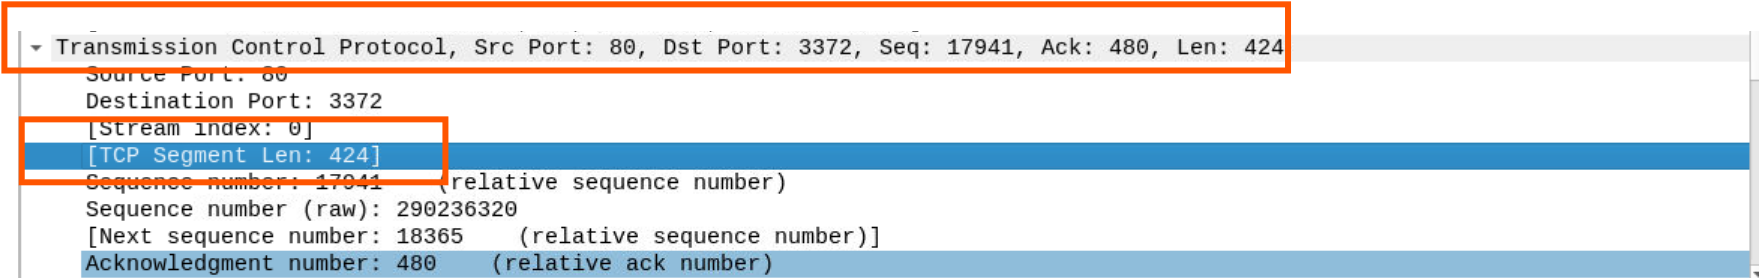 Transmission Control Protocol, Src Port: 80, Dst Port: 3372, Seq: 17941, Ack: 480, Len: 424
Source Port: 80
Destination Port: 3372
[Stream index: 0]
[TCP Segment Len: 424]
Sequence number: 17941    (relative sequence number)
Sequence number (raw): 290236320
[Next sequence number: 18365    (relative sequence number)]
Acknowledgment number: 480    (relative ack number)